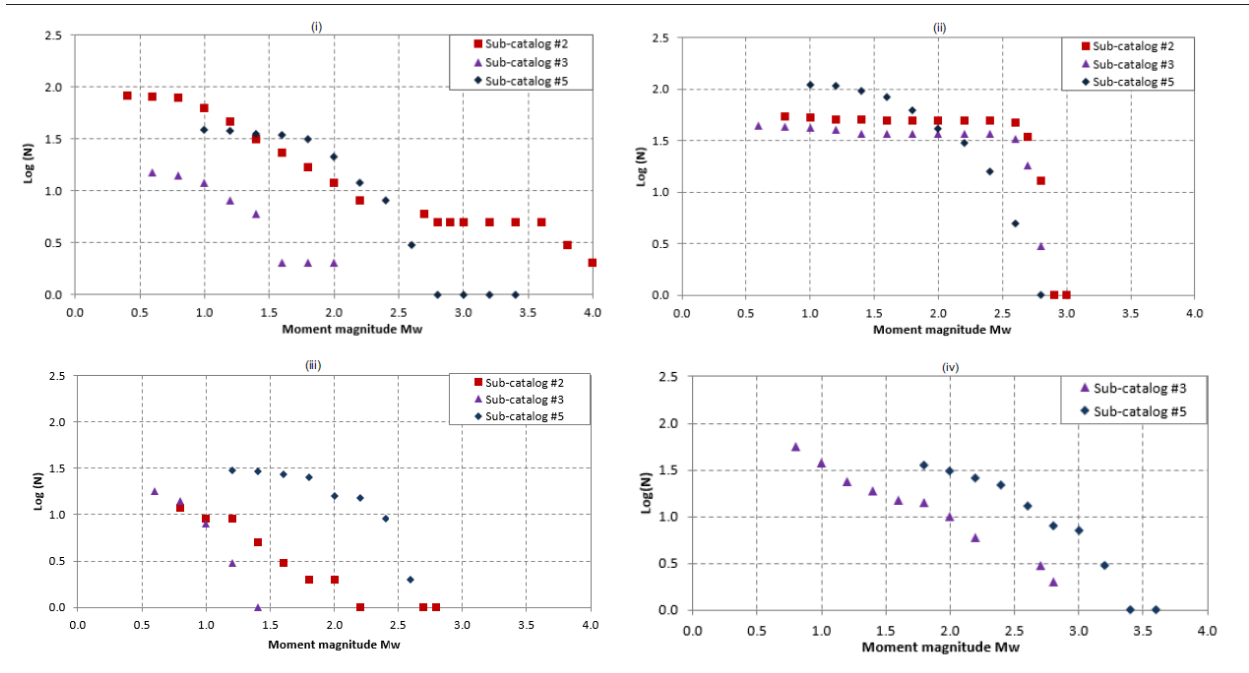 (i)
2.5
2.0
1.5
1.0
0.5
0.0
Log (N)
Sub-catalog #2
Sub-catalog #3
Sub-catalog #5
0.0 0.5 1.0 1.5 2.0 2.5 3.0 3.5 4.0
Moment magnitude Mw
(ii)
2.5
2.0
1.5
1.0
0.5
0.0
Log (N)
Sub-catalog #2
Sub-catalog #3
Sub-catalog #5
0.0 0.5 1.0 1.5 2.0 2.5 3.0 3.5 4.0
Moment magnitude Mw
(iii)
2.5
2.0
1.5
1.0
0.5
0.0
Log (N)
Sub-catalog #2
Sub-catalog #3
Sub-catalog #5
0.0 0.5 1.0 1.5 2.0 2.5 3.0 3.5 4.0
Moment magnitude Mw
(iv)
2.5
2.0
1.5
1.0
0.5
0.0
Log(N)
Sub-catalog #3
Sub-catalog #5
0.0 0.5 1.0 1.5 2.0 2.5 3.0 3.5 4.0
Moment magnitude Mw